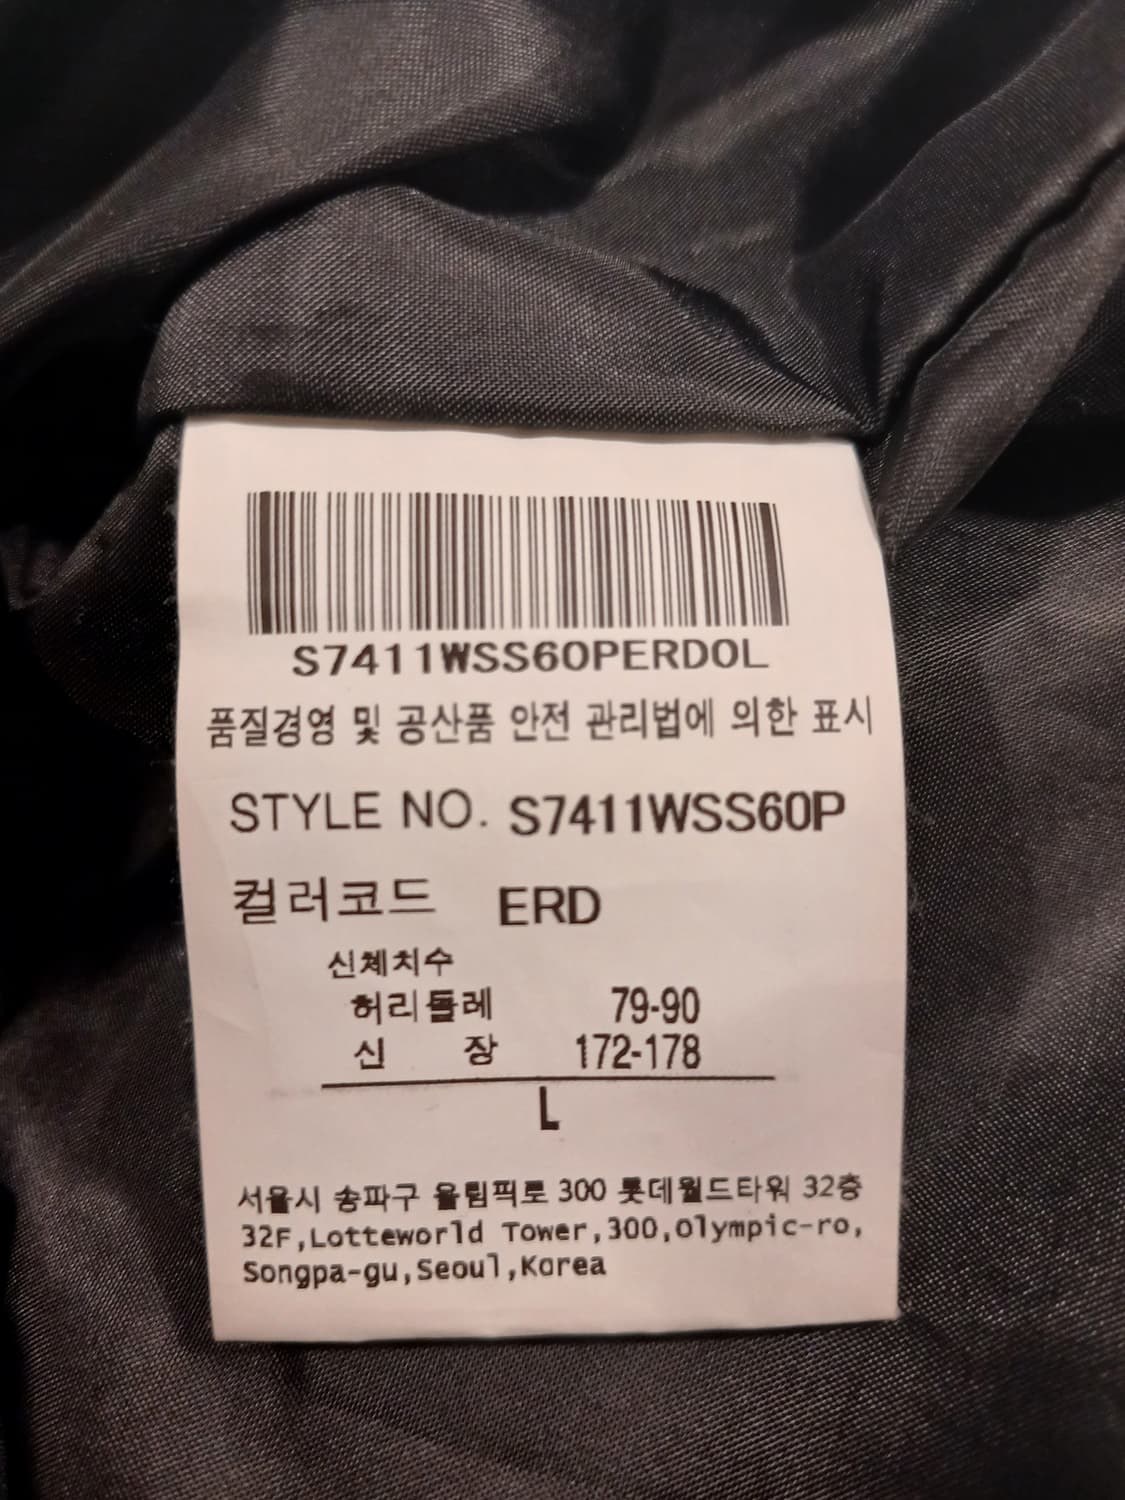 S7411WSS60PERDOL
품질경영 및 공산품 안전 관리법에 의한 표시
STYLE NO. S7411WSS60P
컬러코드 ERD
신체치수
허리둘레 79-90
신 장 172-178
L
서울시 송파구 올림픽로 300 롯데월드타워 32층
32F,Lotteworld Tower,300,Olympic-ro,
Songpa-gu,Seoul,Korea